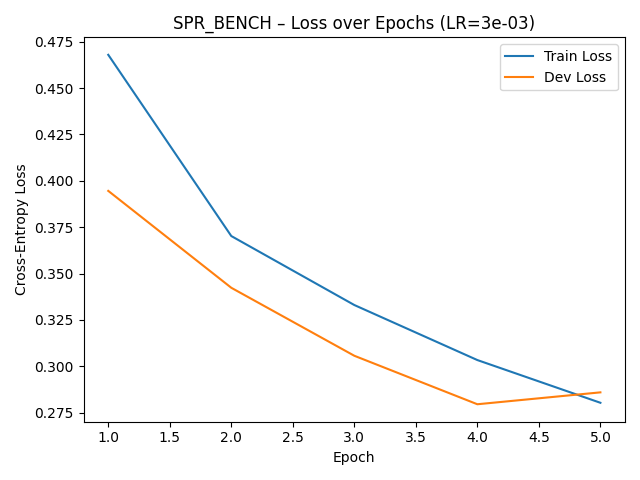 SPR_BENCH – Loss over Epochs (LR=3e-03)
Train Loss
Dev Loss
Cross-Entropy Loss
0.475
0.450
0.425
0.400
0.375
0.350
0.325
0.300
0.275
1.0 1.5 2.0 2.5 3.0 3.5 4.0 4.5 5.0
Epoch